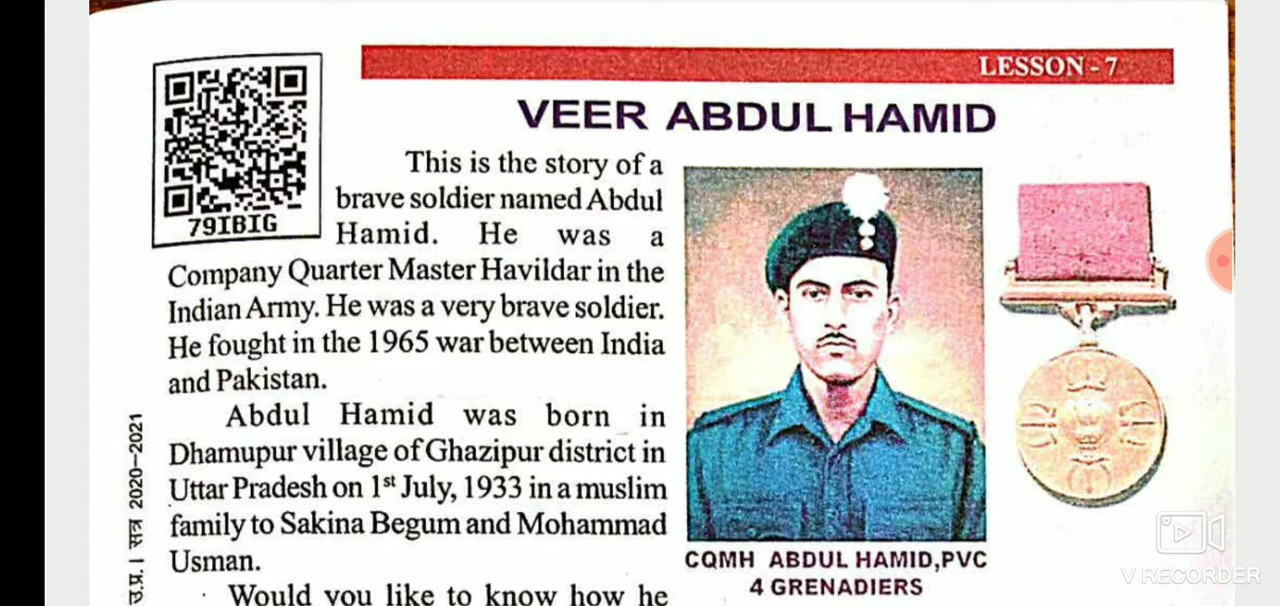 LESSON - 7
VEER ABDUL HAMID
79IBIG
This is the story of a
brave soldier named Abdul
Hamid. He was a
Company Quarter Master Havildar in the
Indian Army. He was a very brave soldier.
He fought in the 1965 war between India
and Pakistan.
Abdul Hamid was born in
Dhamupur village of Ghazipur district in
Uttar Pradesh on 1st July, 1933 in a muslim
family to Sakina Begum and Mohammad
Usman.
Would you like to know how he
CQMH ABDUL HAMID,PVC
4 GRENADIERS
उ.प्र. । सत्र 2020–2021
V RECORDER